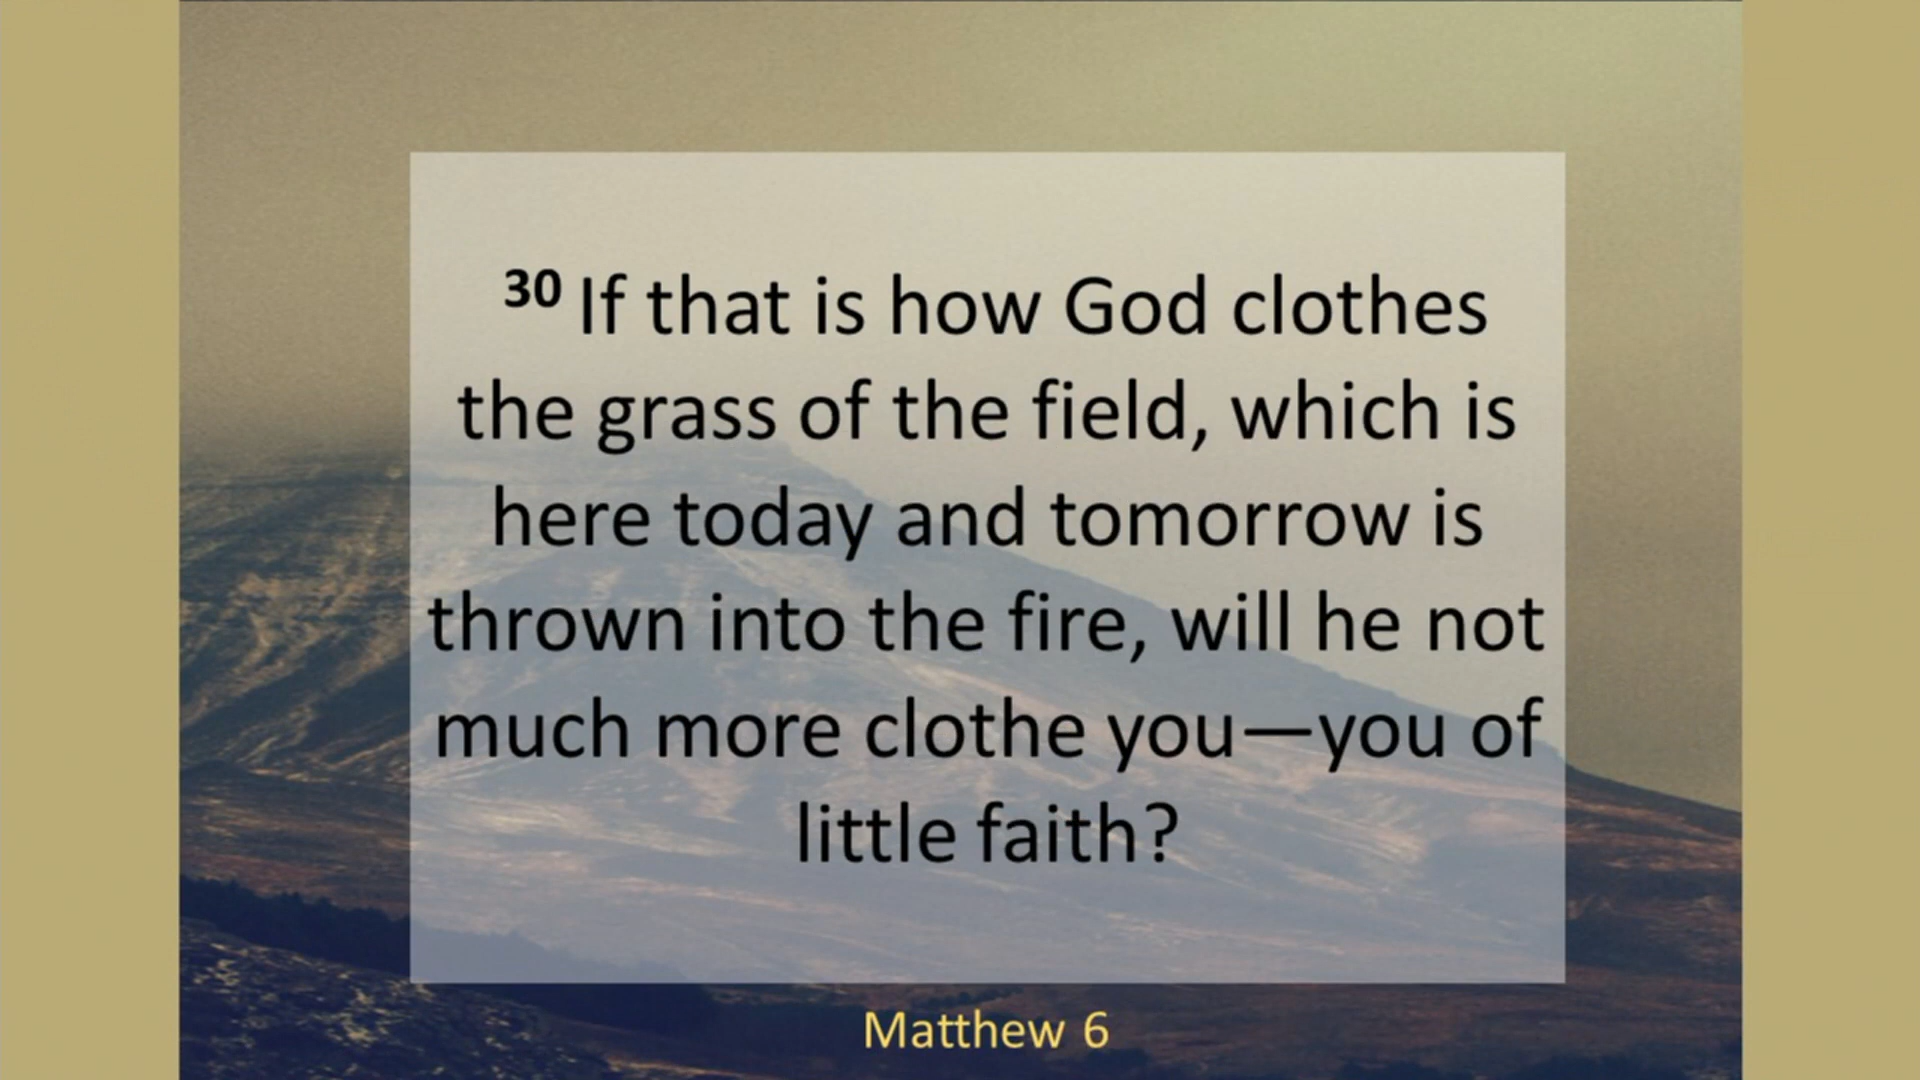 30 If that is how God clothes
the grass of the field, which is
here today and tomorrow is
thrown into the fire, will he not
much more clothe you—you of
little faith?
Matthew 6